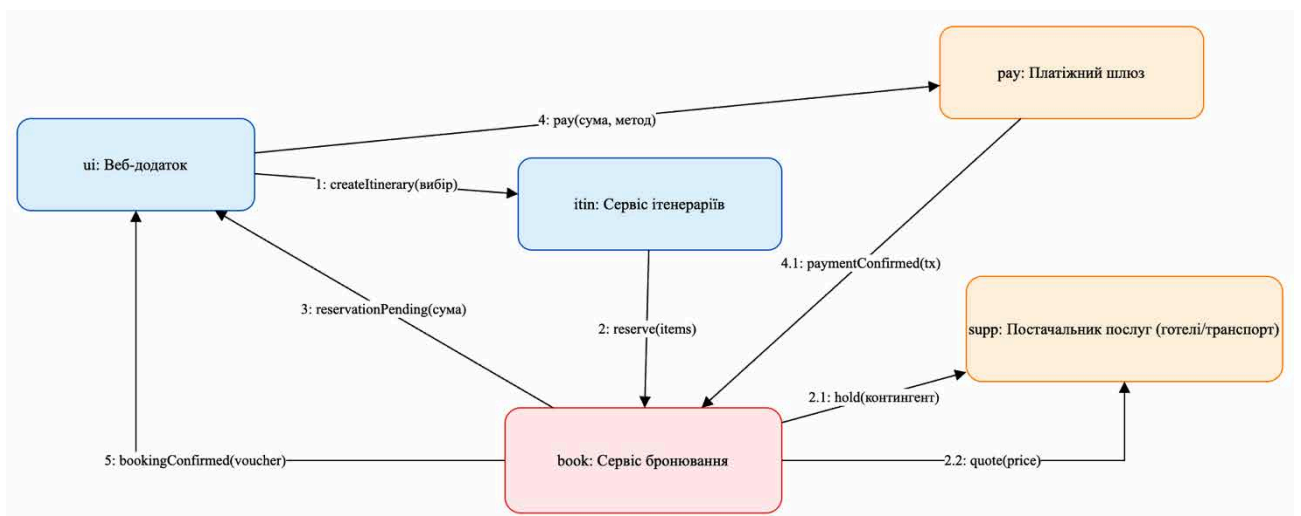 pay: Платіжний шлюз
4: pay(сума, метод)
ui: Веб-додаток
1: createItinerary(вибір)
itin: Сервіс ітенераріїв
4.1: paymentConfirmed(tx)
3: reservationPending(сума)
2: reserve(items)
supp: Постачальник послуг (готелі/транспорт)
2.1: hold(контингент)
5: bookingConfirmed(voucher)
book: Сервіс бронювання
2.2: quote(price)